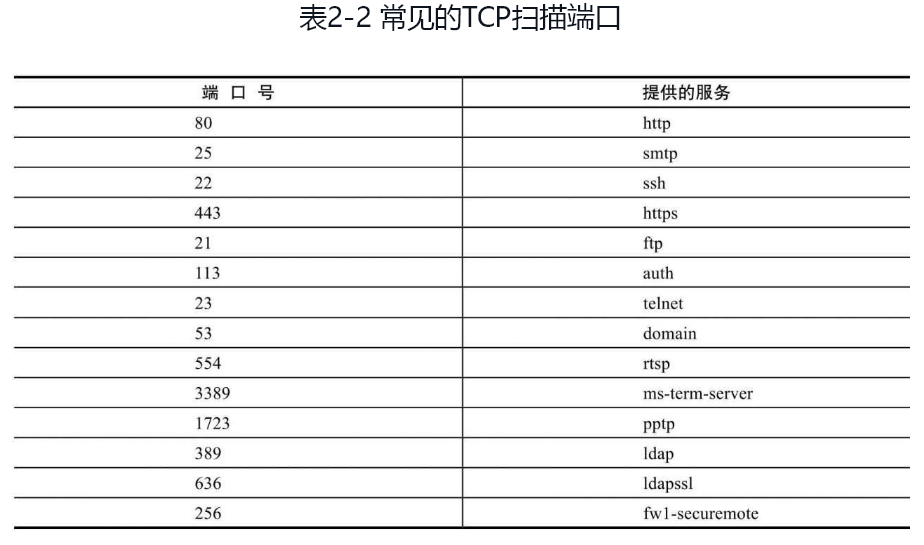 表2-2 常见的TCP扫描端口
端 口 号 提供的服务
80 http
25 smtp
22 ssh
443 https
21 ftp
113 auth
23 telnet
53 domain
554 rtsp
3389 ms-term-server
1723 pptp
389 ldap
636 ldapssl
256 fw1-securemote